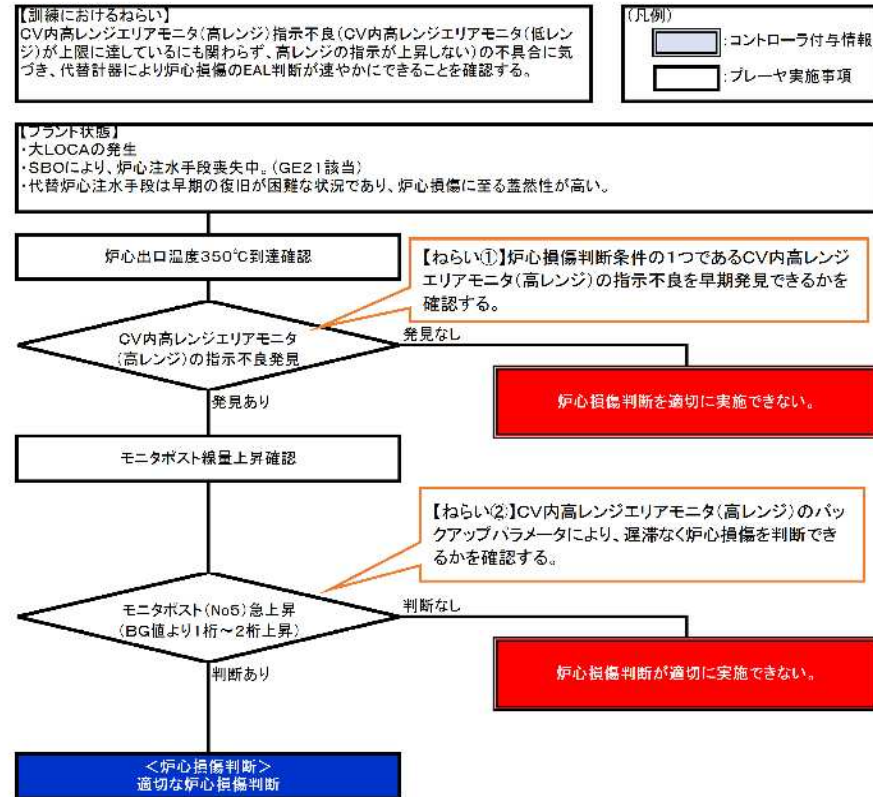 【訓練におけるねらい】
CV内高レンジエリアモニタ(高レンジ)指示不良(CV内高レンジエリアモニタ(低レン
ジ)が上限に達しているにも関わらず、高レンジの指示が上昇しない)の不具合に気
づき、代替計器により炉心損傷のEAL判断が速やかにできることを確認する。
(凡例)
:コントローラ付与情報
:プレーヤ実施事項
【プラント状態】
・大LOCAの発生
・SBOにより、炉心注水手段喪失中。(GE21該当)
・代替炉心注水手段は早期の復旧が困難な状況であり、炉心損傷に至る蓋然性が高い。
炉心出口温度350℃到達確認
【ねらい①】炉心損傷判断条件の1つであるCV内高レンジ
エリアモニタ(高レンジ)の指示不良を早期発見できるかを
確認する。
CV内高レンジエリアモニタ
(高レンジ)の指示不良発見
発見なし
炉心損傷判断を適切に実施できない。
発見あり
モニタポスト線量上昇確認
【ねらい②】CV内高レンジエリアモニタ(高レンジ)のバッ
クアップパラメータにより、遅滞なく炉心損傷を判断でき
るかを確認する。
モニタポスト(No5)急上昇
(BG値より1桁～2桁上昇)
判断なし
炉心損傷判断が適切に実施できない。
判断あり
＜炉心損傷判断＞
適切な炉心損傷判断